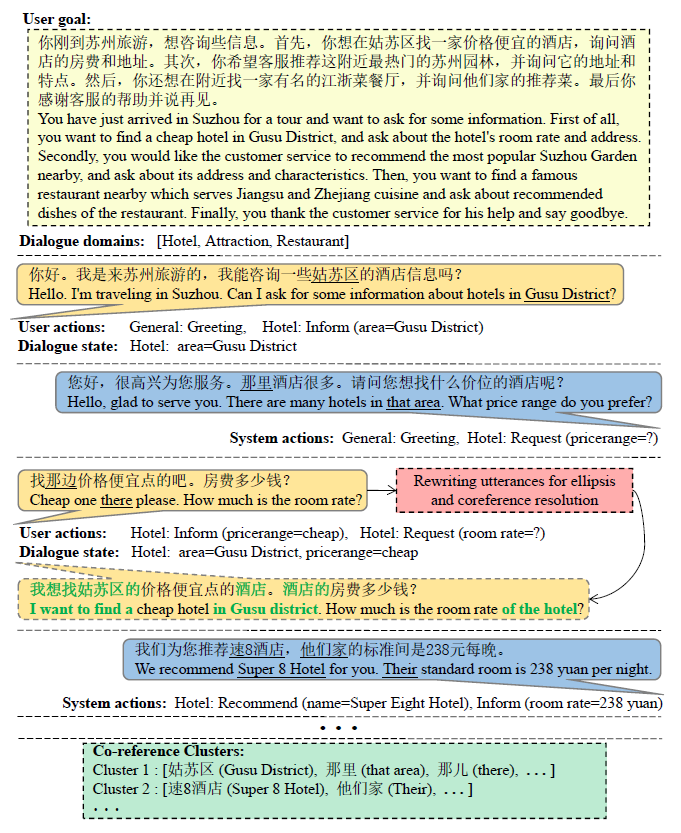 User goal:
你刚到苏州旅游，想咨询些信息。首先，你想在姑苏区找一家价格便宜的酒店，询问酒
店的房费和地址。其次，你希望客服推荐这附近最热门的苏州园林，并询问它的地址和
特点。然后，你还想在附近找一家有名的江浙菜餐厅，并询问他们家的推荐菜。最后你
感谢客服的帮助并说再见。
You have just arrived in Suzhou for a tour and want to ask for some information. First of all,
you want to find a cheap hotel in Gusu District, and ask about the hotel's room rate and address.
Secondly, you would like the customer service to recommend the most popular Suzhou Garden
nearby, and ask about its address and characteristics. Then, you want to find a famous
restaurant nearby which serves Jiangsu and Zhejiang cuisine and ask about recommended
dishes of the restaurant. Finally, you thank the customer service for his help and say goodbye.
Dialogue domains: [Hotel, Attraction, Restaurant]
你好。我是来苏州旅游的，我能咨询一些姑苏区的酒店信息吗？
Hello. I'm traveling in Suzhou. Can I ask for some information about hotels in Gusu District?
User actions: General: Greeting, Hotel: Inform (area=Gusu District)
Dialogue state: Hotel: area=Gusu District
您好，很高兴为您服务。那里酒店很多。请问您想找什么价位的酒店呢？
Hello, glad to serve you. There are many hotels in that area. What price range do you prefer?
System actions: General: Greeting, Hotel: Request (pricerange=?)
找那边价格便宜点的吧。房费多少钱？
Cheap one there please. How much is the room rate?
Rewriting utterances for ellipsis
and coreference resolution
User actions: Hotel: Inform (pricerange=cheap), Hotel: Request (room rate=?)
Dialogue state: Hotel: area=Gusu District, pricerange=cheap
我想找姑苏区的价格便宜点的酒店。酒店的房费多少钱？
I want to find a cheap hotel in Gusu district. How much is the room rate of the hotel?
我们为您推荐速8酒店，他们家的标准间是238元每晚。
We recommend Super 8 Hotel for you. Their standard room is 238 yuan per night.
System actions: Hotel: Recommend (name=Super Eight Hotel), Inform (room rate=238 yuan)
• • •
Co-reference Clusters:
Cluster 1 : [姑苏区 (Gusu District), 那里 (that area), 那儿 (there), ...]
Cluster 2 : [速8酒店 (Super 8 Hotel), 他们家 (Their), ...]
• • •